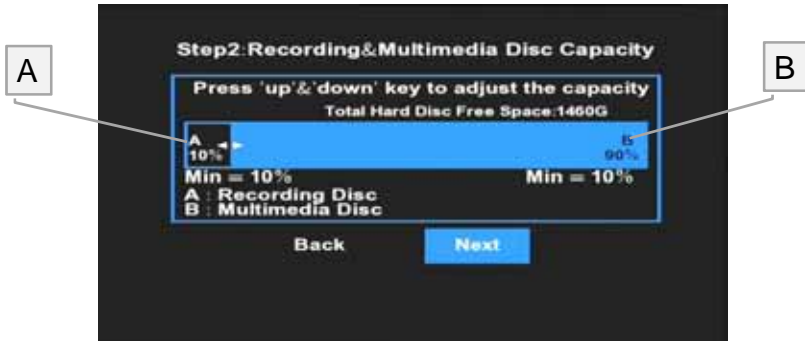 Step2:Recording&Multimedia Disc Capacity
A
B
Press 'up'&'down' key to adjust the capacity
Total Hard Disc Free Space:1460G
A B
10% 90%
Min = 10% Min = 10%
A : Recording Disc
B : Multimedia Disc
Back Next